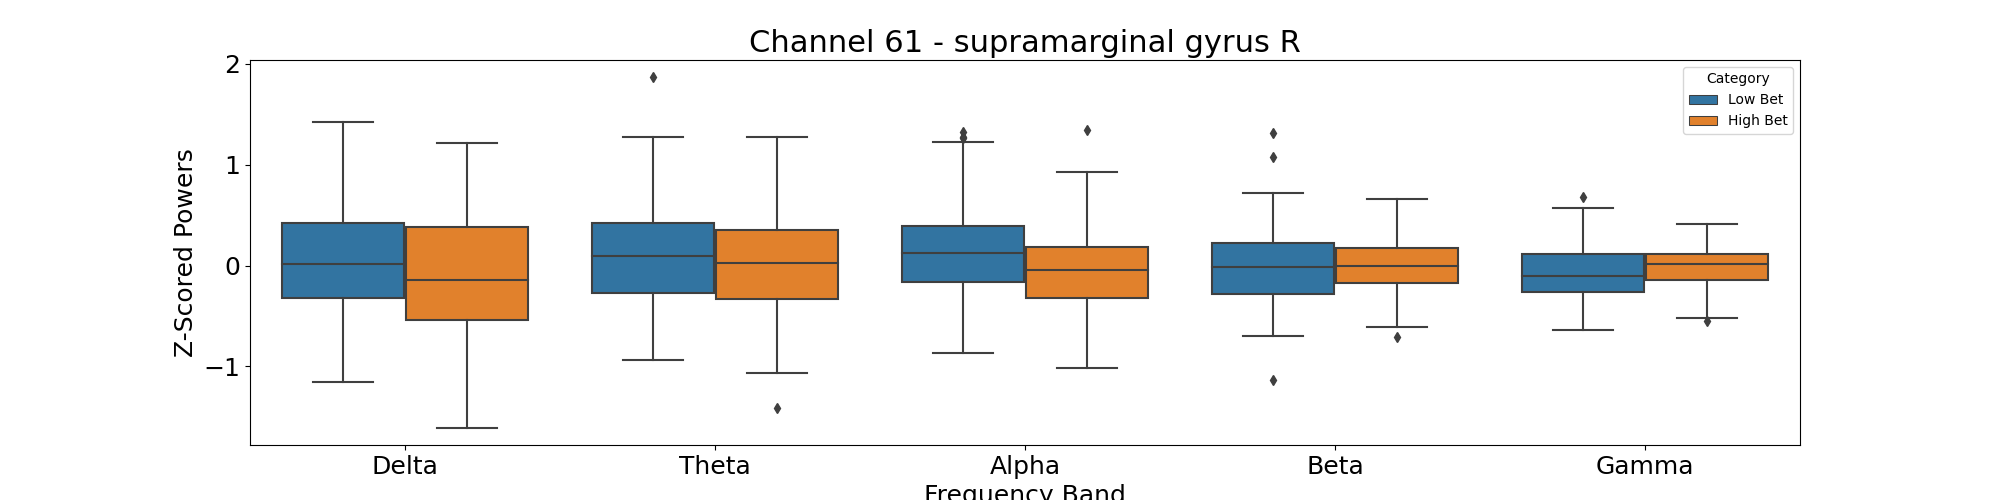 Channel 61 - supramarginal gyrus R
Z-Scored Powers
2
1
0
−1
Category
Low Bet
High Bet
Delta
Theta
Alpha
Beta
Gamma
Frequency Band